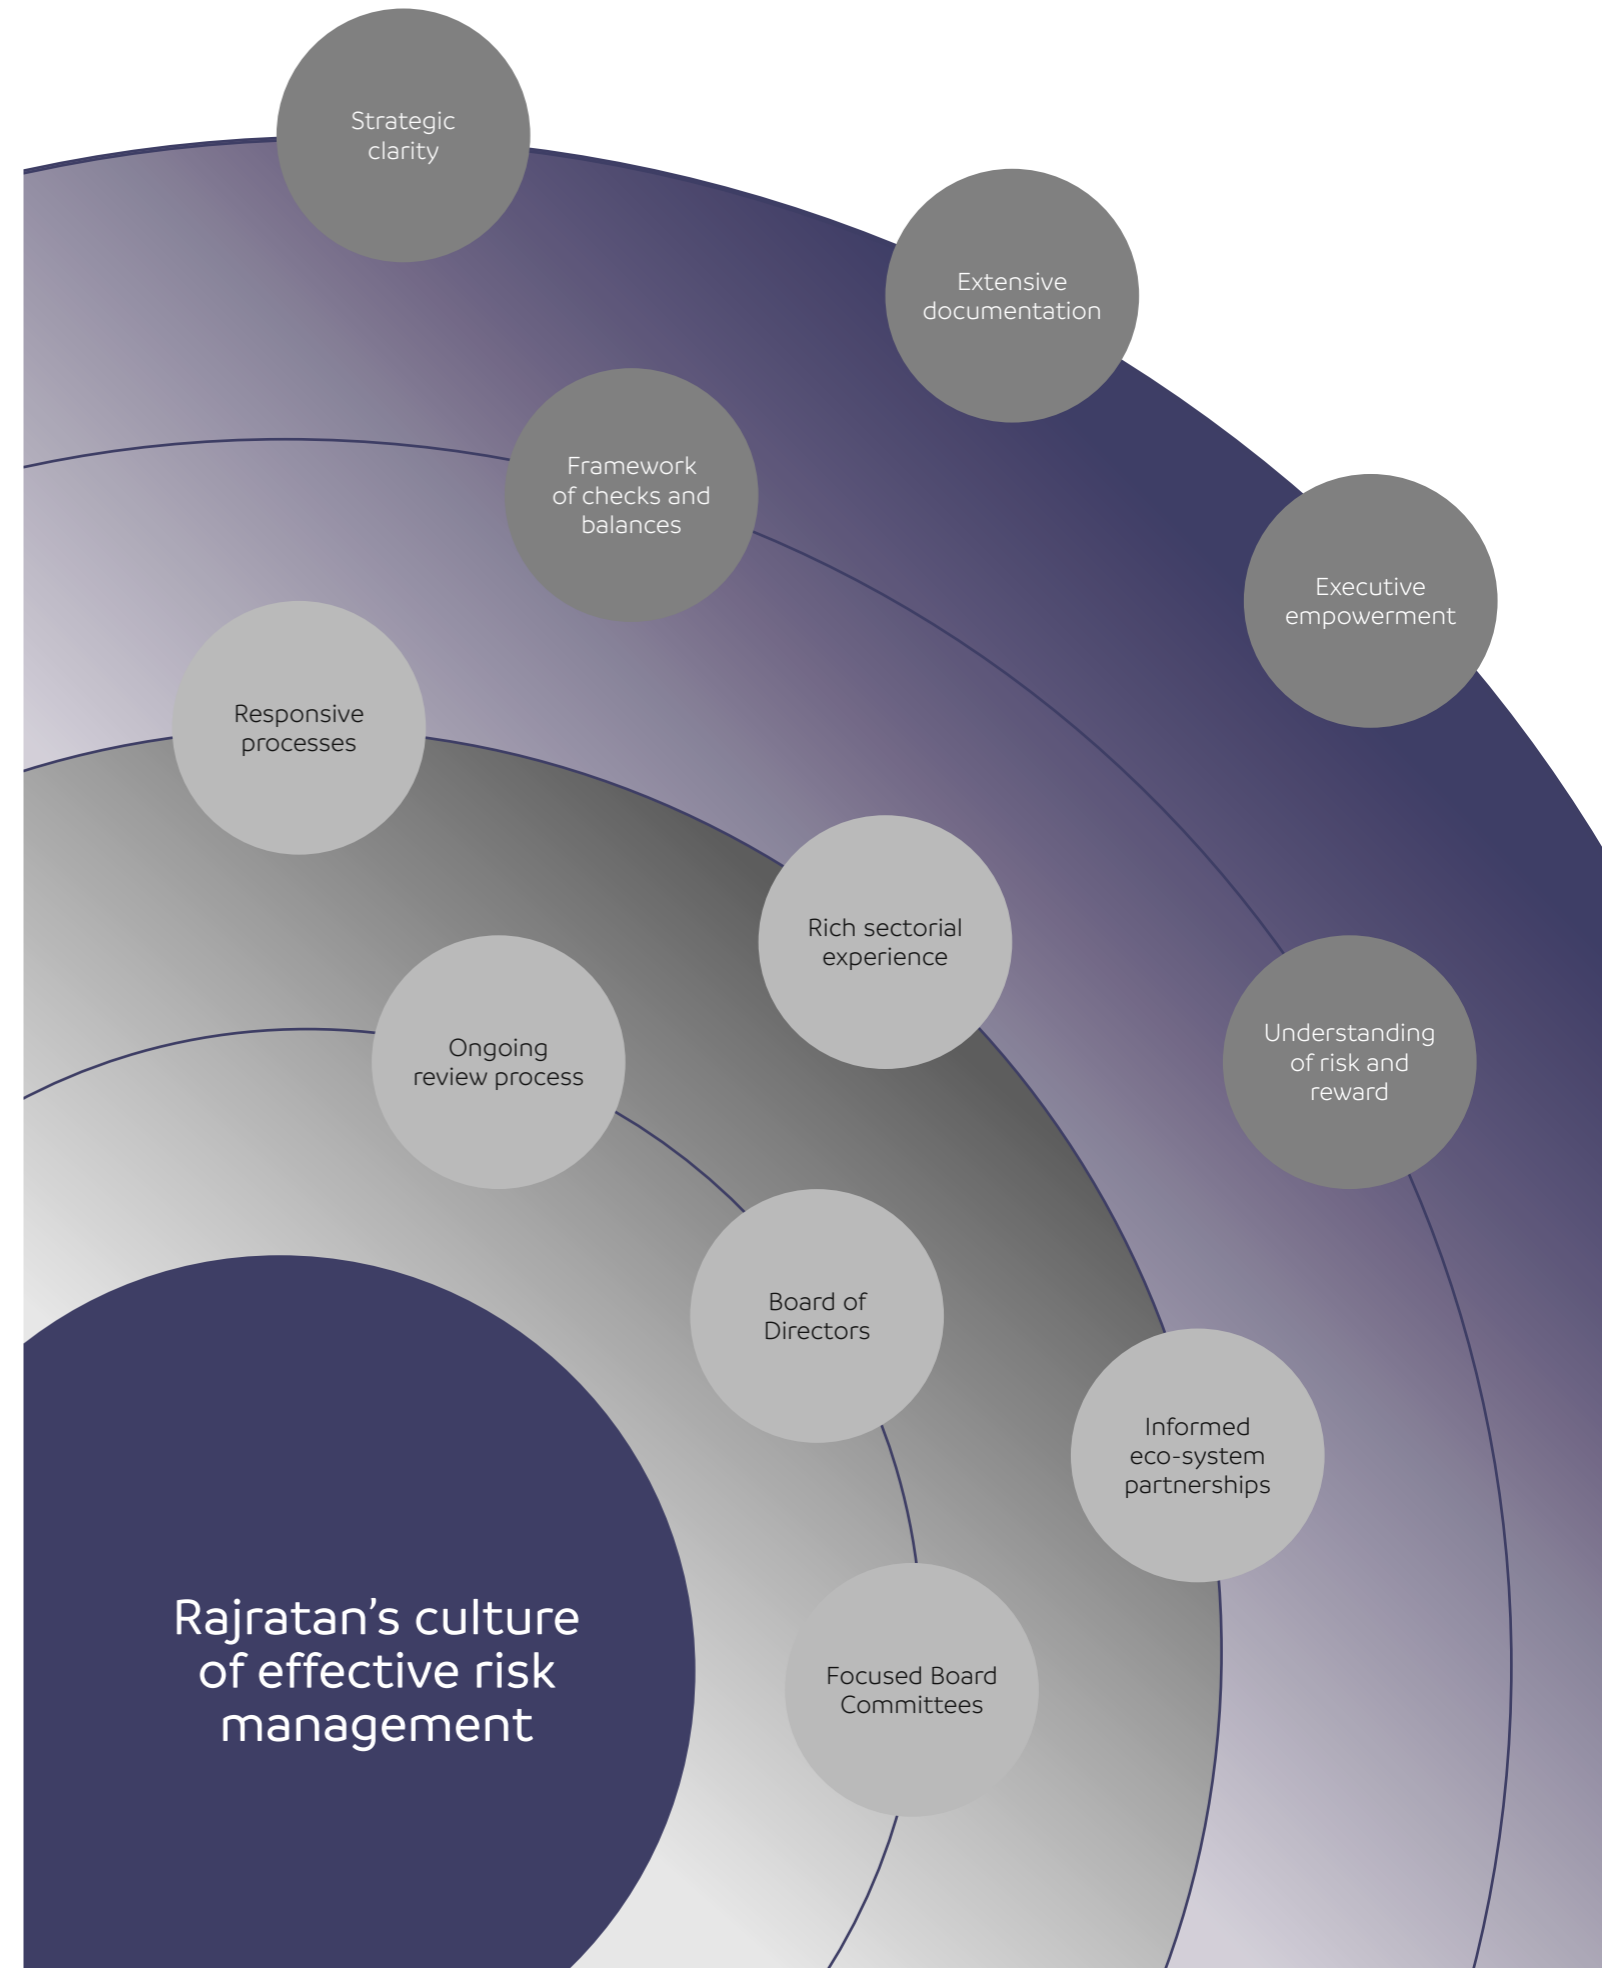 Strategic
clarity
Extensive
documentation
Framework
of checks and
balances
Executive
empowerment
Responsive
processes
Rich sectorial
experience
Ongoing
review process
Understanding
of risk and
reward
Board of
Directors
Informed
eco-system
partnerships
Rajratan’s culture
of effective risk
management
Focused Board
Committees